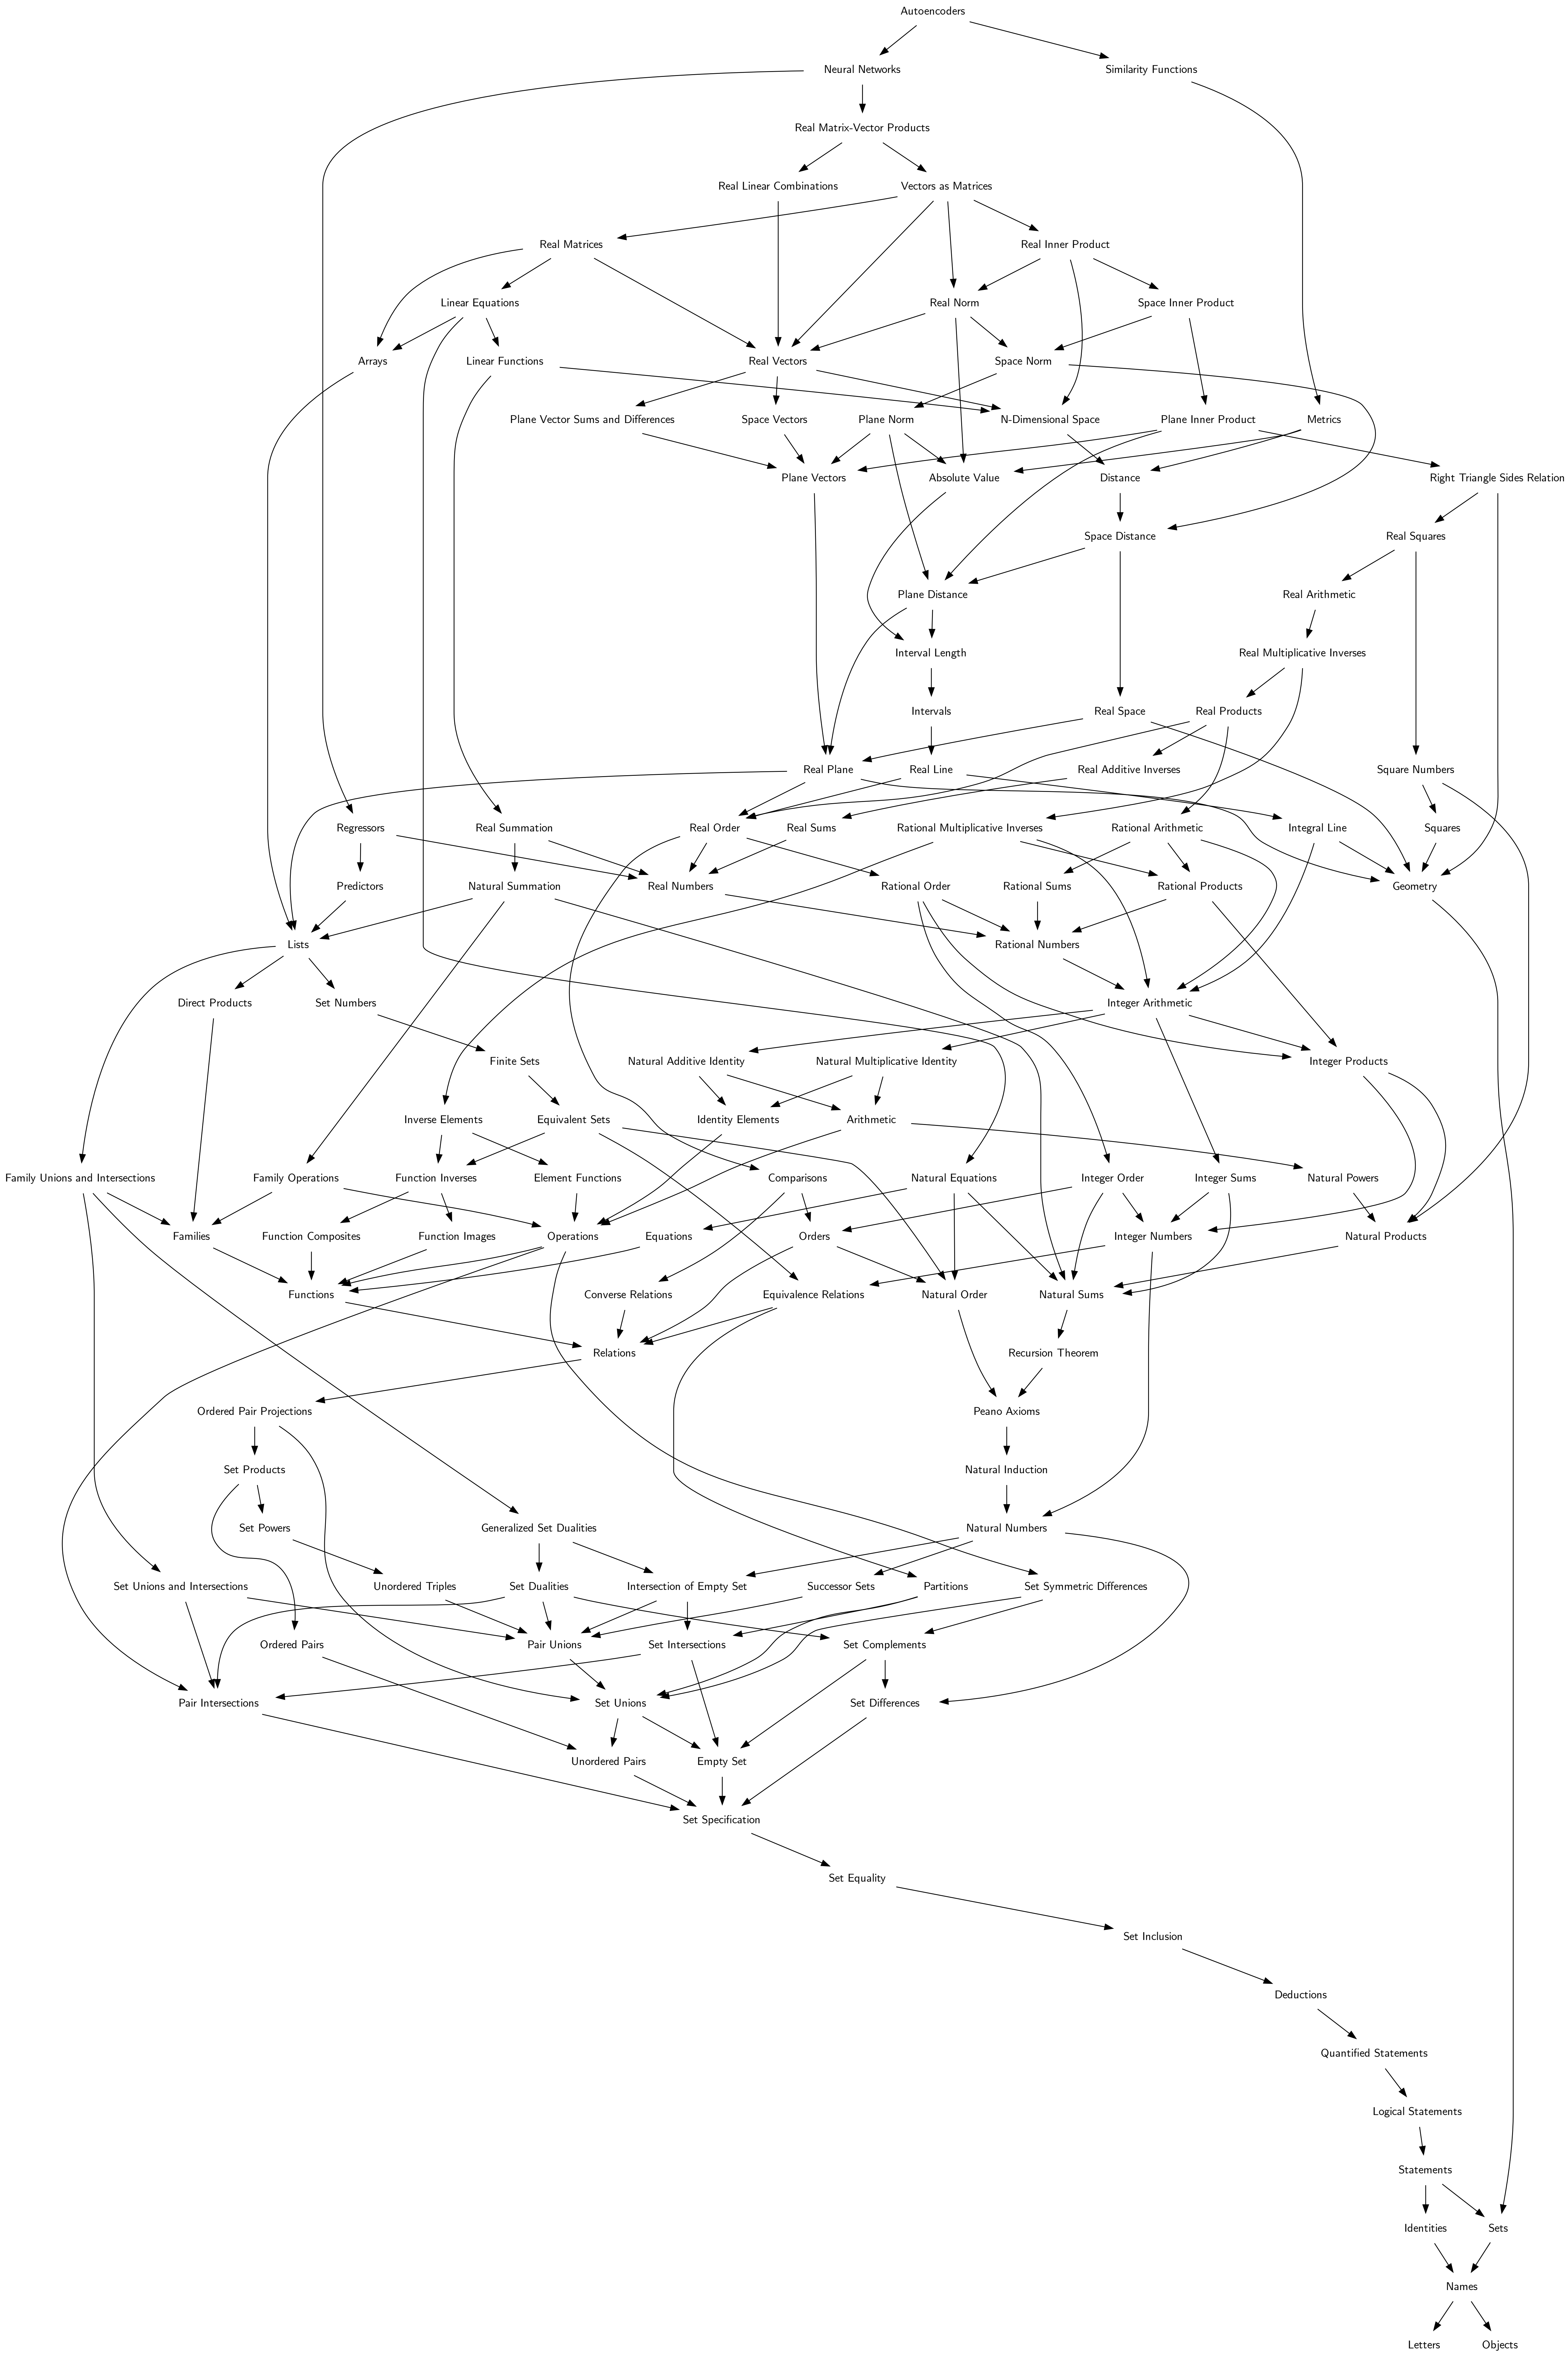 Autoencoders
Neural Networks
Similarity Functions
Real Matrix-Vector Products
Real Linear Combinations
Vectors as Matrices
Real Matrices
Real Inner Product
Linear Equations
Real Norm
Space Inner Product
Arrays
Linear Functions
Real Vectors
Space Norm
Plane Vector Sums and Differences
Space Vectors
Plane Norm
N-Dimensional Space
Plane Inner Product
Metrics
Plane Vectors
Absolute Value
Distance
Right Triangle Sides Relation
Space Distance
Real Squares
Plane Distance
Real Arithmetic
Interval Length
Real Multiplicative Inverses
Intervals
Real Space
Real Products
Real Plane
Real Line
Real Additive Inverses
Square Numbers
Regressors
Real Summation
Real Order
Real Sums
Rational Multiplicative Inverses
Rational Arithmetic
Integral Line
Squares
Predictors
Natural Summation
Real Numbers
Rational Order
Rational Sums
Rational Products
Geometry
Lists
Rational Numbers
Direct Products
Set Numbers
Integer Arithmetic
Finite Sets
Natural Additive Identity
Natural Multiplicative Identity
Integer Products
Inverse Elements
Equivalent Sets
Identity Elements
Arithmetic
Family Unions and Intersections
Family Operations
Function Inverses
Element Functions
Comparisons
Natural Equations
Integer Order
Integer Sums
Natural Powers
Families
Function Composites
Function Images
Operations
Equations
Orders
Integer Numbers
Natural Products
Functions
Converse Relations
Equivalence Relations
Natural Order
Natural Sums
Relations
Recursion Theorem
Ordered Pair Projections
Peano Axioms
Set Products
Natural Induction
Set Powers
Generalized Set Dualities
Natural Numbers
Set Unions and Intersections
Unordered Triples
Set Dualities
Intersection of Empty Set
Successor Sets
Partitions
Set Symmetric Differences
Ordered Pairs
Pair Unions
Set Intersections
Set Complements
Pair Intersections
Set Unions
Set Differences
Unordered Pairs
Empty Set
Set Specification
Set Equality
Set Inclusion
Deductions
Quantified Statements
Logical Statements
Statements
Identities
Sets
Names
Letters
Objects